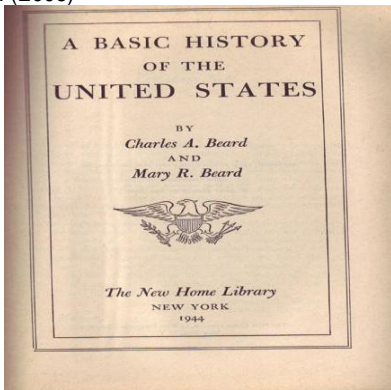 A BASIC HISTORY
OF THE
UNITED STATES
BY
Charles A. Beard
AND
Mary R. Beard
The New Home Library
NEW YORK
1944